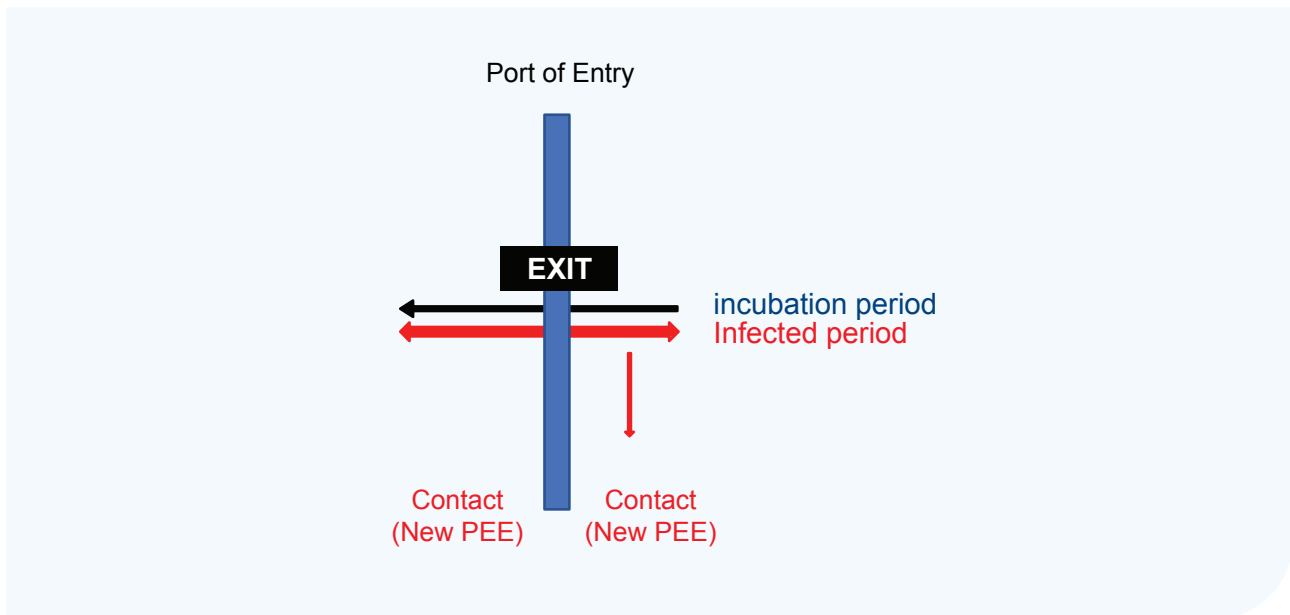 Port of Entry
EXIT
incubation period
Infected period
Contact
(New PEE)
Contact
(New PEE)